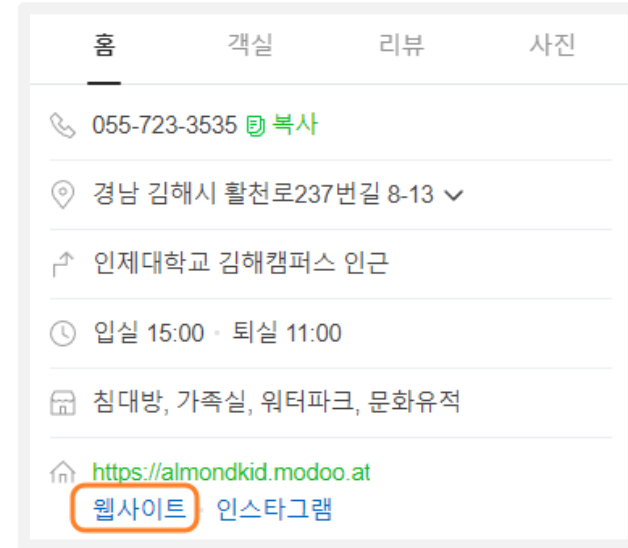 홈 객실 리뷰 사진
055-723-3535 복사
경남 김해시 활천로237번길 8-13
인제대학교 김해캠퍼스 인근
입실 15:00 · 퇴실 11:00
침대방, 가족실, 워터파크, 문화유적
https://almondkid.modoo.at
웹사이트 · 인스타그램